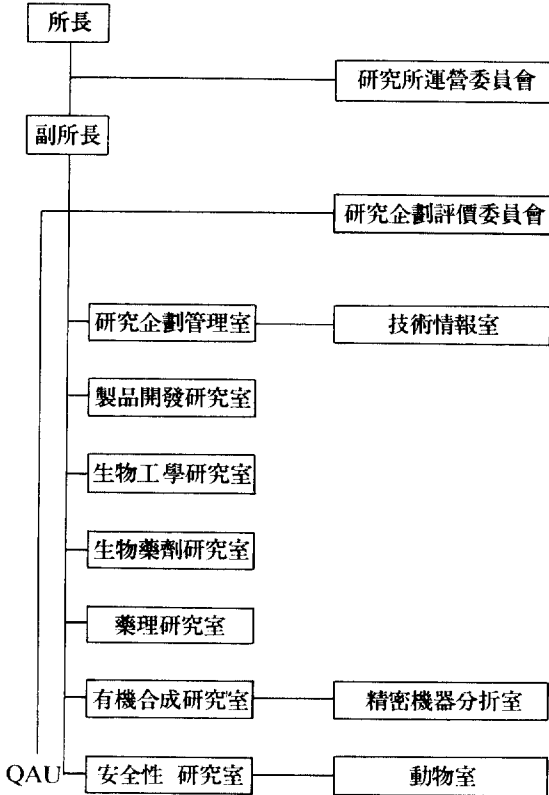 所長
研究所運營委員會
副所長
研究企劃評價委員會
研究企劃管理室
技術情報室
製品開發硏究室
生物工學研究室
生物藥劑研究室
藥理研究室
有機合成研究室
精密機器分折室
QAU
安全性 研究室
動物室